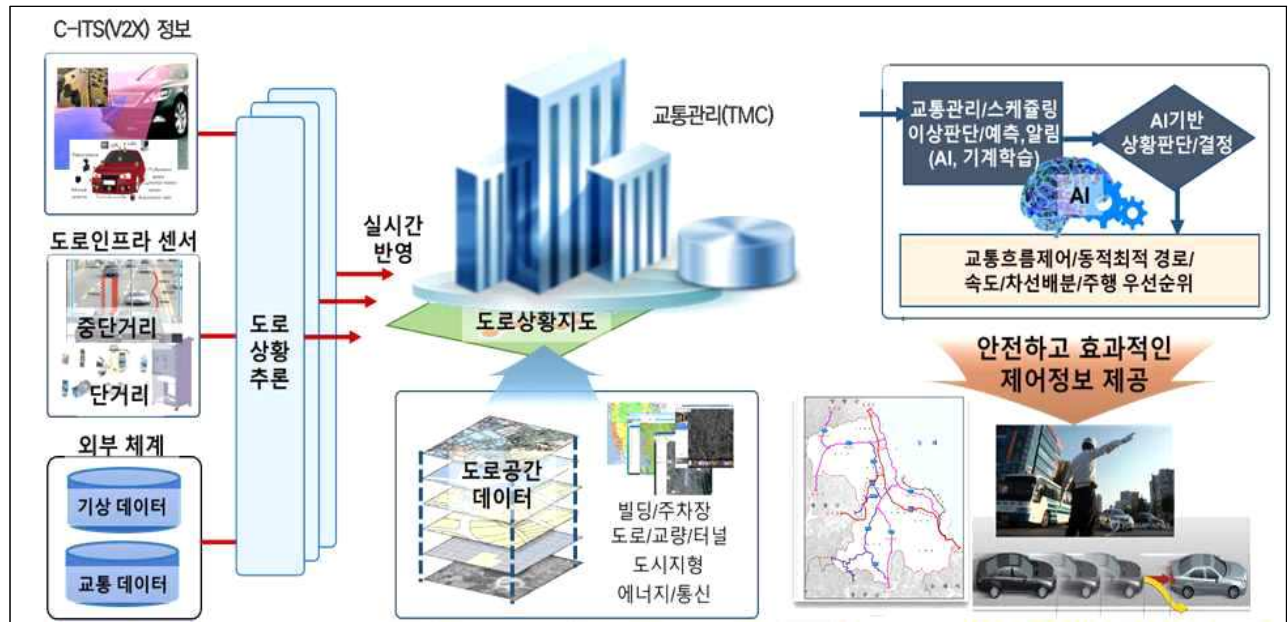 C-ITS(V2X) 정보
도로인프라 센서
중단거리
단거리
외부 체계
기상 데이터
교통 데이터
도로
상황
추론
실시간
반영
교통관리(TMC)
도로상황지도
도로공간
데이터
빌딩/주차장
도로/교량/터널
도시지형
에너지/통신
교통관리/스케쥴링
이상판단/예측,알림
(AI, 기계학습)
AI기반
상황판단/결정
AI
교통흐름제어/동적최적 경로/
속도/차선배분/주행 우선순위
안전하고 효과적인
제어정보 제공